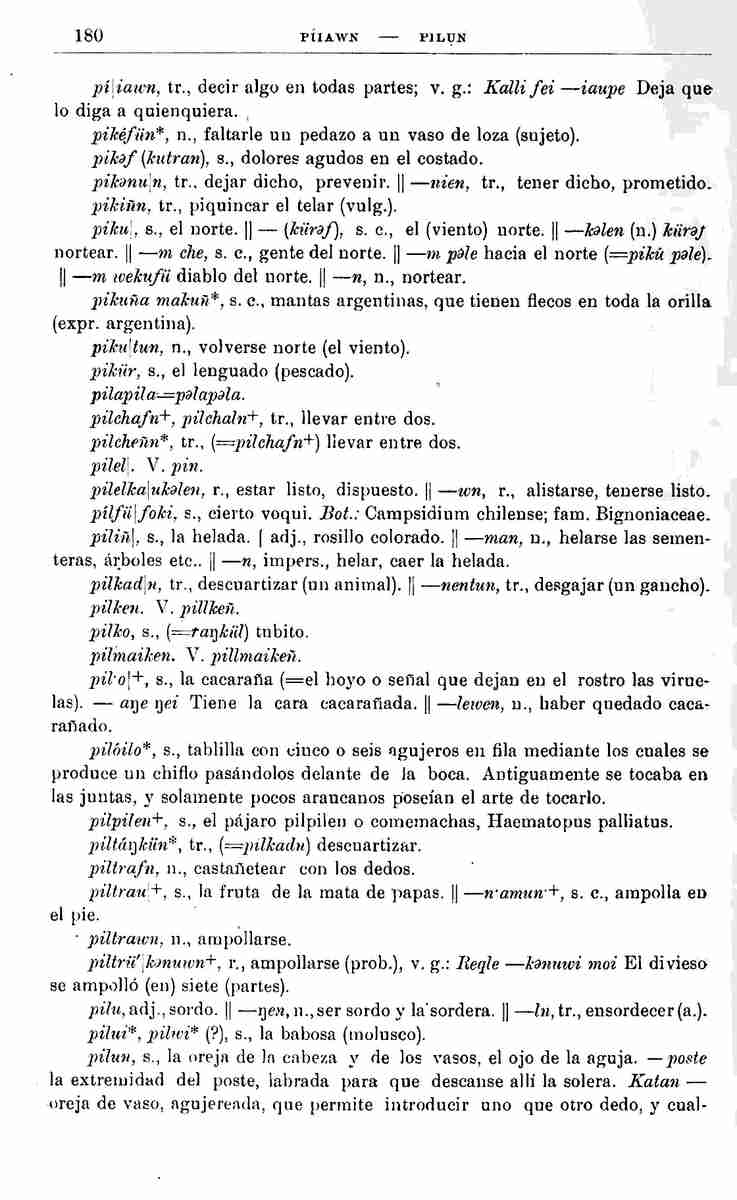 180 PÍIAWN — PILUN̥
pí|iawn, tr., decir algo en todas partes; v. g.: Kalli fei —iaupe Deja que
lo diga a quienquiera.
pikéfün*, n., faltarle un pedazo a un vaso de loza (sujeto).
pikəf (kutran), s., dolores agudos en el costado.
pikənu|n, tr., dejar dicho, prevenir. || —nien, tr., tener dicho, prometido.
pikiñn, tr., piquincar el telar (vulg.).
piku|, s., el norte. || — (kürəf), s. c., el (viento) norte. || —kəlen (n.) kürəf
nortear. || —m che, s. c., gente del norte. || —m pəle hacia el norte (=pikú pəle).
|| —m wekufü diablo del norte. || —n, n., nortear.
pikuña makuñ*, s. c., mantas argentinas, que tienen flecos en toda la orilla
(expr. argentina).
piku|tun, n., volverse norte (el viento).
pikür, s., el lenguado (pescado).
pilapila=pəlapəla.
pilchafn+, pilchaln+, tr., llevar entre dos.
pilcheñn*, tr., (=pilchafn+) llevar entre dos.
pilel|. V. pin.
pilelka|ukəlen, r., estar listo, dispuesto. || —wn, r., alistarse, tenerse listo.
pilfü|foki, s., cierto voqui. Bot.: Campsidium chilense; fam. Bignoniaceae.
piliñ|, s., la helada. | adj., rosillo colorado. || —man, n., helarse las semen-
teras, árboles etc.. || —n, impers., helar, caer la helada.
pilkad|n, tr., descuartizar (un animal). || —nentun, tr., desgajar (un gancho).
pilken. V. pillkeñ.
pilko, s., (=raŋkül) tubito.
pilmaiken. V. pillmaikeñ.
pil·o|+, s., la cacaraña (=el hoyo o señal que dejan en el rostro las virue-
las). — aŋe ŋei Tiene la cara cacarañada. || —lewen, n., haber quedado caca-
rañado.
pilóilo*, s., tablilla con cinco o seis agujeros en fila mediante los cuales se
produce un chiflo pasándolos delante de la boca. Antiguamente se tocaba en
las juntas, y solamente pocos araucanos poseían el arte de tocarlo.
pilpilen+, s., el pájaro pilpilen o comemachas, Haematopus palliatus.
piltáŋkün*, tr., (=pilkadn) descuartizar.
piltrafn, n., castañetear con los dedos.
piltrau|+, s., la fruta de la mata de papas. || —n·amun·+, s. c., ampolla en
el pie.
piltrawn, n., ampollarse.
piltrü'|kənuwn+, r., ampollarse (prob.), v. g.: Reqle —kənuwi moi El divieso
se ampolló (en) siete (partes).
pilu, adj., sordo. || —ŋen, n., ser sordo y la sordera. || —ln, tr., ensordecer (a.).
pilui*, pilwi* (?), s., la babosa (molusco).
pilun, s., la oreja de la cabeza y de los vasos, el ojo de la aguja. —poste
la extremidad del poste, labrada para que descanse allí la solera. Katan —
oreja de vaso, agujereada, que permite introducir uno que otro dedo, y cual-